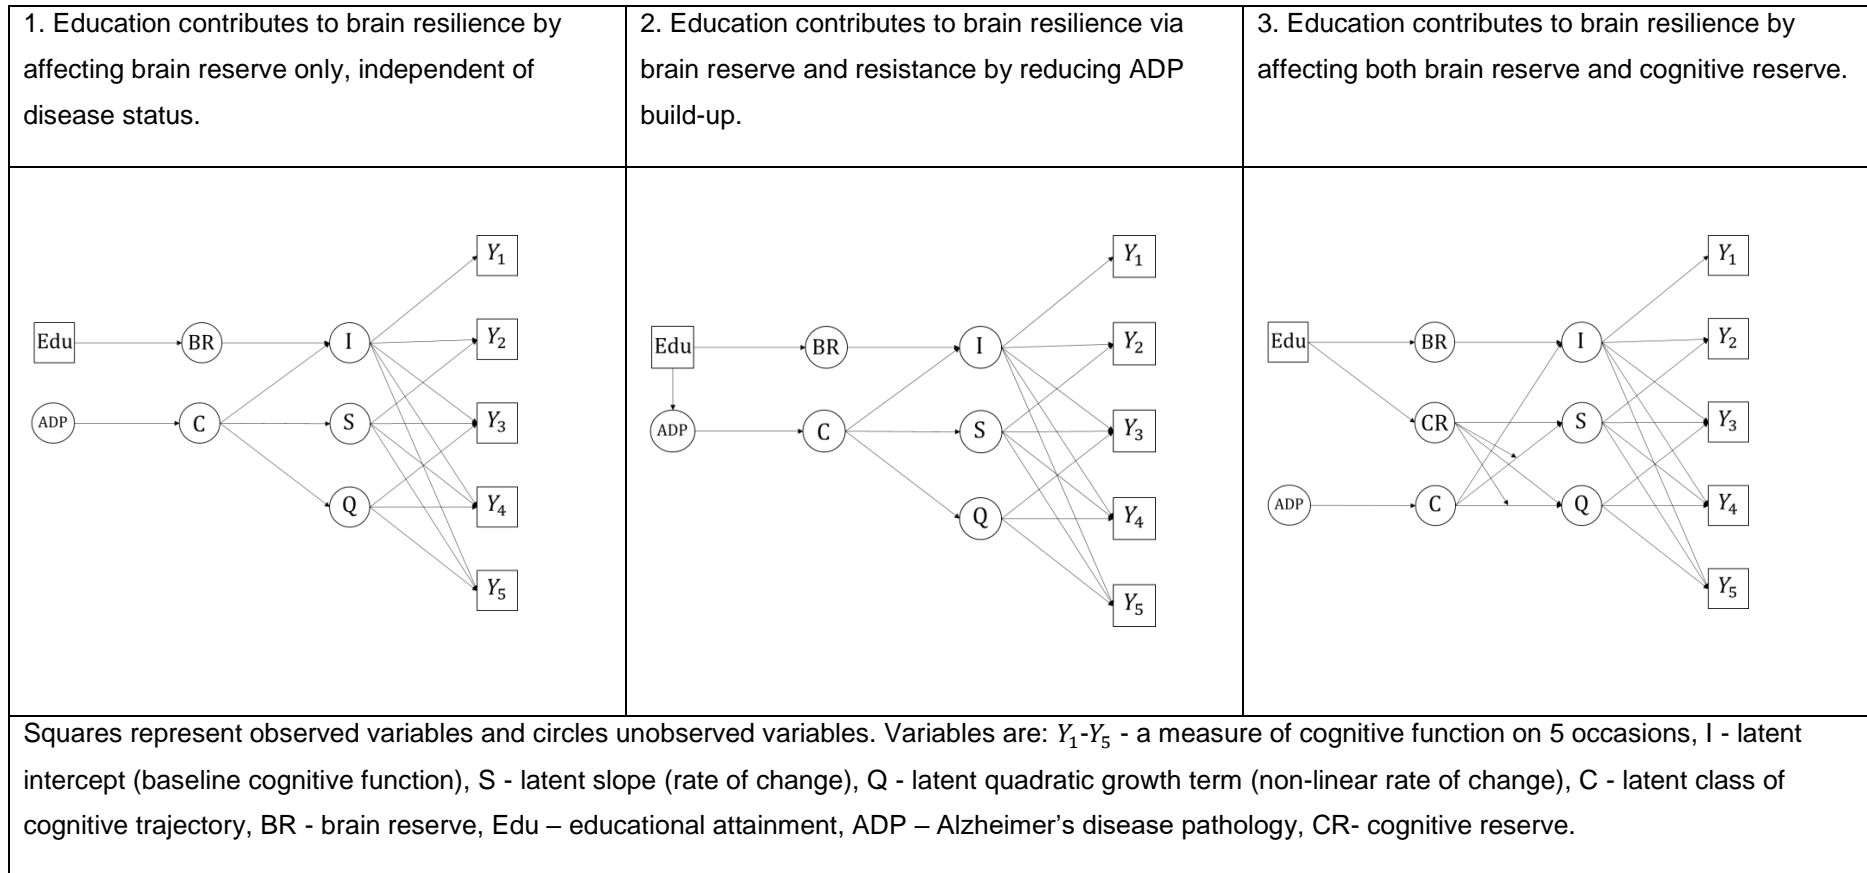 1. Education contributes to brain resilience by
affecting brain reserve only, independent of
disease status.
2. Education contributes to brain resilience via
brain reserve and resistance by reducing ADP
build-up.
3. Education contributes to brain resilience by
affecting both brain reserve and cognitive reserve.
Y₁
Edu
BR
I
Y₂
ADP
C
S
Y₃
Q
Y₄
Y₅
Y₁
Edu
BR
I
Y₂
ADP
C
S
Y₃
Q
Y₄
Y₅
Y₁
Edu
BR
I
Y₂
CR
S
Y₃
ADP
C
Q
Y₄
Y₅
Squares represent observed variables and circles unobserved variables. Variables are: Y₁-Y₅ - a measure of cognitive function on 5 occasions, I - latent
intercept (baseline cognitive function), S - latent slope (rate of change), Q - latent quadratic growth term (non-linear rate of change), C - latent class of
cognitive trajectory, BR - brain reserve, Edu – educational attainment, ADP – Alzheimer’s disease pathology, CR- cognitive reserve.